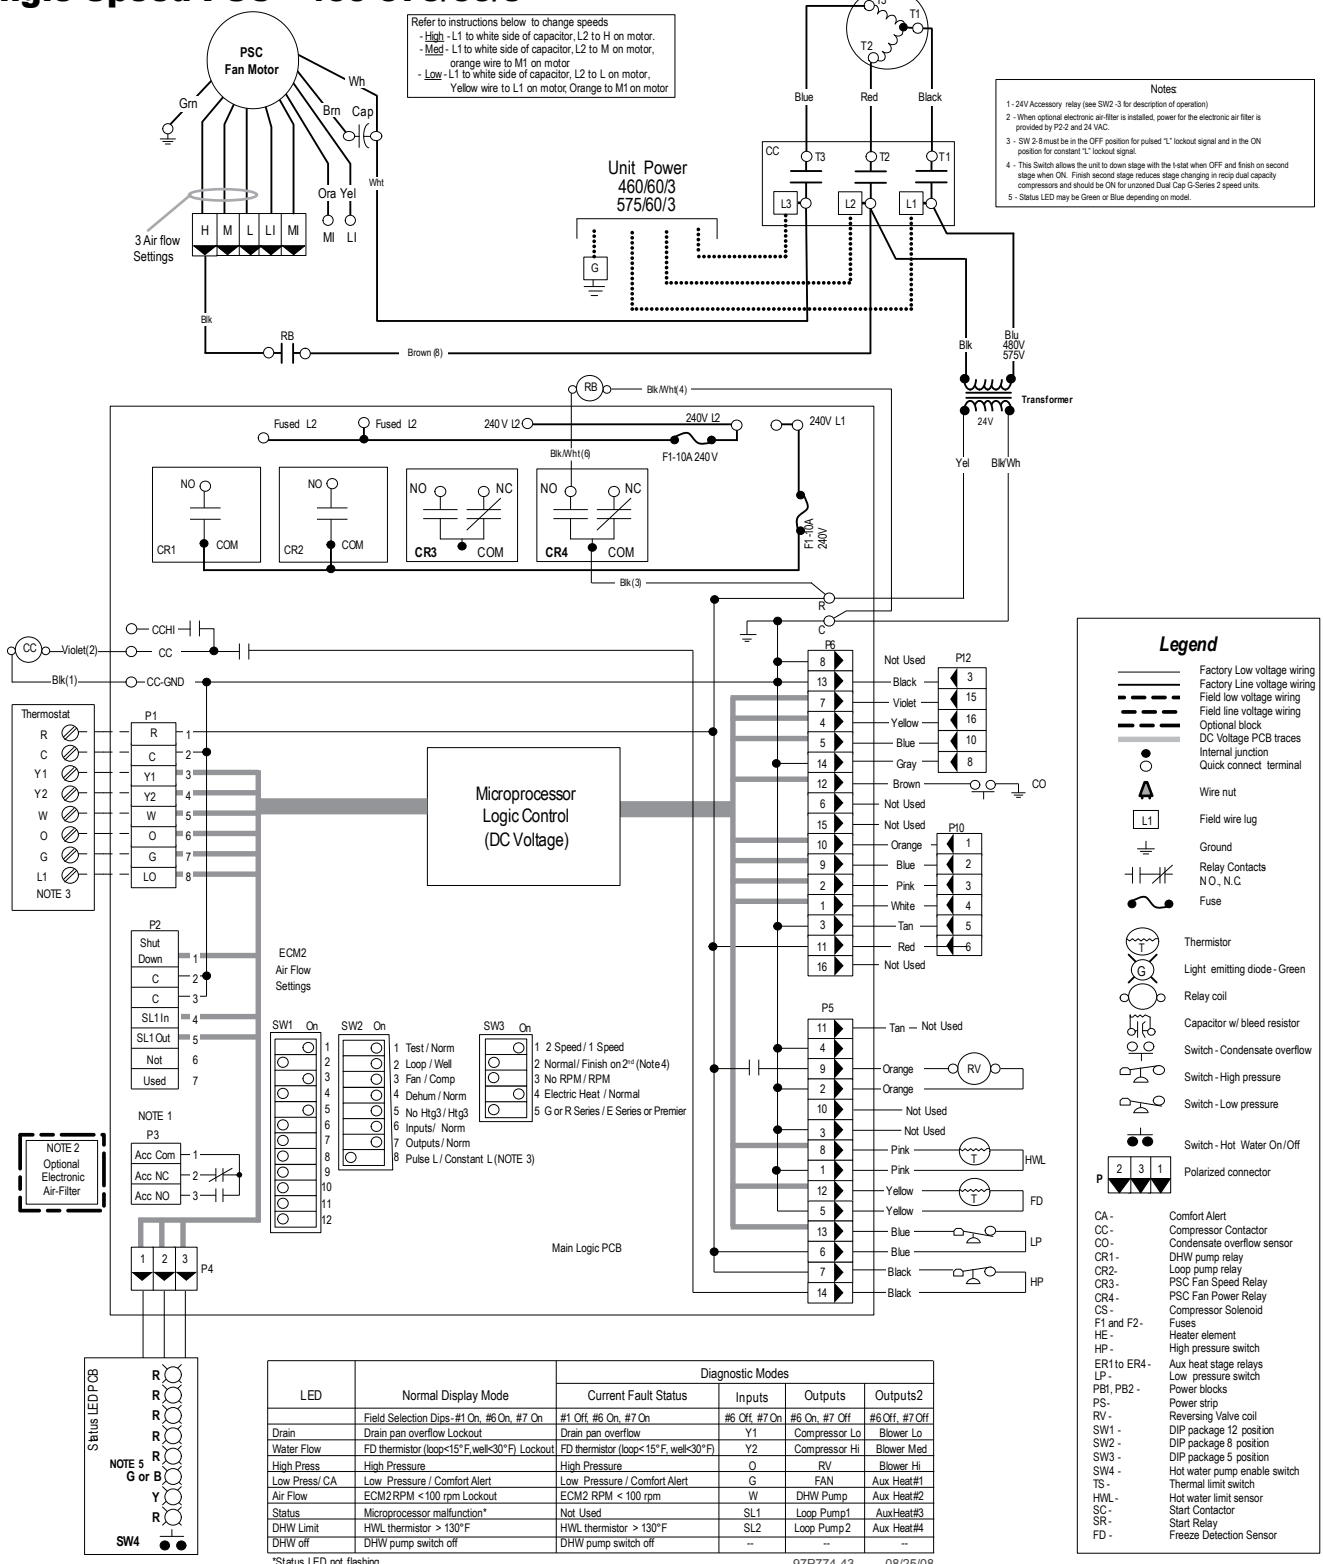 Refer to instructions below to change speeds
- High - L1 to white side of capacitor, L2 to H on motor.
- Med - L1 to white side of capacitor, L2 to M on motor,
orange wire to M1 on motor
- Low - L1 to white side of capacitor, L2 to L on motor,
Yellow wire to L1 on motor, Orange to M1 on motor
PSC
Fan Motor
Grn
Wh
Brn
Cap
Ora Yel
MI LI
Wht
H M L LI MI
3 Air flow
Settings
Blk
RB
Brown (8)
T3
T1
T2
Blue
Red
Black
CC
T3
T2
T1
L3
L2
L1
Unit Power
460/60/3
575/60/3
G
Notes:
1 - 24V Accessory relay (see SW2 -3 for description of operation)
2 - When optional electronic air-filter is installed, power for the electronic air filter is
provided by P2-2 and 24 VAC.
3 - SW 2-8 must be in the OFF position for pulsed "L" lockout signal and in the ON
position for constant "L" lockout signal.
4 - This Switch allows the unit to down stage with the t-stat when OFF and finish on second
stage when ON. Finish second stage reduces stage changing in recip dual capacity
compressors and should be ON for unzoned Dual Cap G-Series 2 speed units.
5 - Status LED may be Green or Blue depending on model.
Blk
Blu
480V
575V
Transformer
24V
Yel
Blk/Wh
RB
Blk/Wht(4)
Fused L2
Fused L2
240 V L2
240V L2
240V L1
Blk/Wht(6)
F1-10A 240 V
F1-10A
240V
NO
CR1
COM
NO
CR2
COM
NO
NC
CR3
COM
NO
NC
CR4
COM
Blk(3)
R
C
CCHI
CC
Violet(2)
CC
Blk(1)
CC-GND
Thermostat
R
C
Y1
Y2
W
O
G
L1
NOTE 3
P1
R 1
C 2
Y1 3
Y2 4
W 5
O 6
G 7
LO 8
Microprocessor
Logic Control
(DC Voltage)
P2
Shut
Down 1
C 2
C 3
SL1 In 4
SL1 Out 5
Not 6
Used 7
ECM2
Air Flow
Settings
SW1 On
1
2
3
4
5
6
7
8
9
10
11
12
SW2 On
1 Test / Norm
2 Loop / Well
3 Fan / Comp
4 Dehum / Norm
5 No Htg3 / Htg3
6 Inputs / Norm
7 Outputs / Norm
8 Pulse L / Constant L (NOTE 3)
SW3 On
1 2 Speed / 1 Speed
2 Normal / Finish on 2nd (Note 4)
3 No RPM / RPM
4 Electric Heat / Normal
5 G or R Series / E Series or Premier
NOTE 1
P3
Acc Com 1
Acc NC 2
Acc NO 3
NOTE 2
Optional
Electronic
Air-Filter
1 2 3
P4
Main Logic PCB
P6
8 Not Used
13 Black
7 Violet
4 Yellow
5 Blue
14 Gray
12 Brown
CO
6 Not Used
15 Not Used
10 Orange
9 Blue
2 Pink
1 White
3 Tan
11 Red
16 Not Used
P12
3
15
16
10
8
P10
1
2
3
4
5
6
P5
11 Tan - Not Used
4
9 Orange
RV
2 Orange
10 Not Used
3 Not Used
8 Pink
T
HWL
1 Pink
12 Yellow
T
FD
5 Yellow
13 Blue
LP
6 Blue
7 Black
HP
14 Black
Legend
Factory Low voltage wiring
Factory Line voltage wiring
Field low voltage wiring
Field line voltage wiring
Optional block
DC Voltage PCB traces
Internal junction
Quick connect terminal
Wire nut
L1 Field wire lug
Ground
Relay Contacts
N.O., N.C.
Fuse
T Thermistor
G Light emitting diode - Green
Relay coil
Capacitor w/ bleed resistor
Switch - Condensate overflow
Switch - High pressure
Switch - Low pressure
Switch - Hot Water On/Off
P 2 3 1 Polarized connector
CA - Comfort Alert
CC - Compressor Contactor
CO - Condensate overflow sensor
CR1 - DHW pump relay
CR2- Loop pump relay
CR3 - PSC Fan Speed Relay
CR4 - PSC Fan Power Relay
CS - Compressor Solenoid
F1 and F2 - Fuses
HE - Heater element
HP - High pressure switch
ER1 to ER4 - Aux heat stage relays
LP - Low pressure switch
PB1, PB2 - Power blocks
PS- Power strip
RV - Reversing Valve coil
SW1 - DIP package 12 position
SW2 - DIP package 8 position
SW3 - DIP package 5 position
SW4 - Hot water pump enable switch
TS - Thermal limit switch
HWL - Hot water limit sensor
SC - Start Contactor
SR - Start Relay
FD - Freeze Detection Sensor
Status LED PCB
R
R
R
R
R
NOTE 5
G or B
Y
R
SW4
Diagnostic Modes
LED Normal Display Mode Current Fault Status Inputs Outputs Outputs2
Field Selection Dips - #1 On, #6 On, #7 On #1 Off, #6 On, #7 On #6 Off, #7 On #6 On, #7 Off #6 Off, #7 Off
Drain Drain pan overflow Lockout Drain pan overflow Y1 Compressor Lo Blower Lo
Water Flow FD thermistor (loop<15°F,well<30°F) Lockout FD thermistor (loop<15°F, well<30°F) Y2 Compressor Hi Blower Med
High Press High Pressure High Pressure O RV Blower Hi
Low Press/ CA Low Pressure / Comfort Alert Low Pressure / Comfort Alert G FAN Aux Heat#1
Air Flow ECM2 RPM <100 rpm Lockout ECM2 RPM < 100 rpm W DHW Pump Aux Heat#2
Status Microprocessor malfunction* Not Used SL1 Loop Pump1 AuxHeat#3
DHW Limit HWL thermistor > 130°F HWL thermistor > 130°F SL2 Loop Pump 2 Aux Heat#4
DHW off DHW pump switch off DHW pump switch off -- -- --
*Status LED not flashing
97P774-43 08/25/08